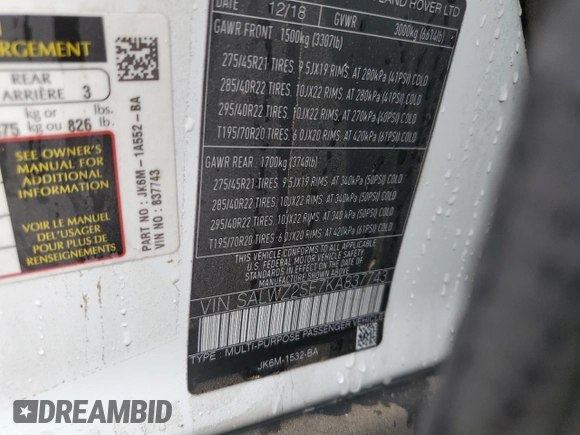 ERGEMENT
REAR
ARRIÈRE 3
kg or lbs.
75 kg ou 826 lb.
SEE OWNER'S
MANUAL FOR
ADDITIONAL
INFORMATION
VOIR LE MANUEL
DEL'USAGER
POUR PLUS DE
RENSEIGNEMENTS
PART NO : JK6M - 1A552 - BA
VIN : 837743
LAND ROVER LTD
12/18 GVWR 3000kg (6614lb)
GAWR FRONT 1500kg (3307lb)
275/45R21 TIRES 9.5JX19 RIMS AT 280kPa (41PSI) COLD
285/40R22 TIRES 10JX22 RIMS AT 280kPa (41PSI) COLD
295/40R22 TIRES 10JX22 RIMS AT 270kPa (40PSI) COLD
T195/70R20 TIRES 6.0JX20 RIMS AT 420kPa (61PSI) COLD
GAWR REAR 1700kg (3748lb)
275/45R21 TIRES 9.5JX19 RIMS AT 340kPa (50PSI) COLD
285/40R22 TIRES 10JX22 RIMS AT 340kPa (50PSI) COLD
295/40R22 TIRES 10JX22 RIMS AT 340kPa (50PSI) COLD
T195/70R20 TIRES 6.0JX20 RIMS AT 420kPa (61PSI) COLD
THIS VEHICLE CONFORMS TO ALL APPLICABLE
U.S. FEDERAL MOTOR VEHICLE SAFETY
STANDARDS IN EFFECT ON THE DATE OF
MANUFACTURE SHOWN ABOVE
VIN SALWZ2SE7KA837743
TYPE : MULTI-PURPOSE PASSENGER VEHICLE
JK6M-1532-BA
DREAMBID